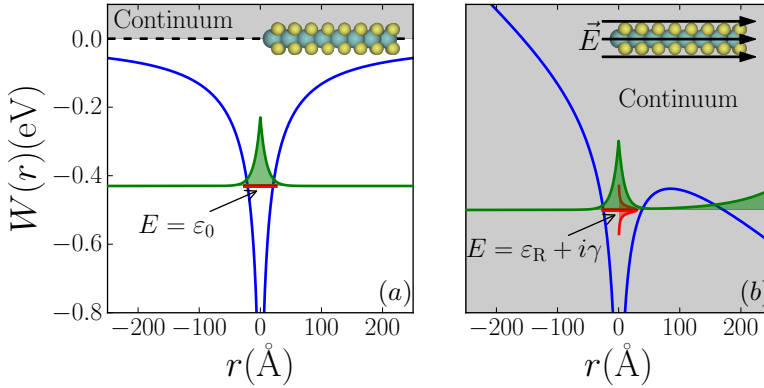 Continuum
0.0
−0.2
−0.4
−0.6
−0.8
W(r)(eV)
E = ε₀
(a)
−200 −100 0 100 200
r(Å)
E⃗
Continuum
E = ε_R + iγ
(b)
−200 −100 0 100 200
r(Å)